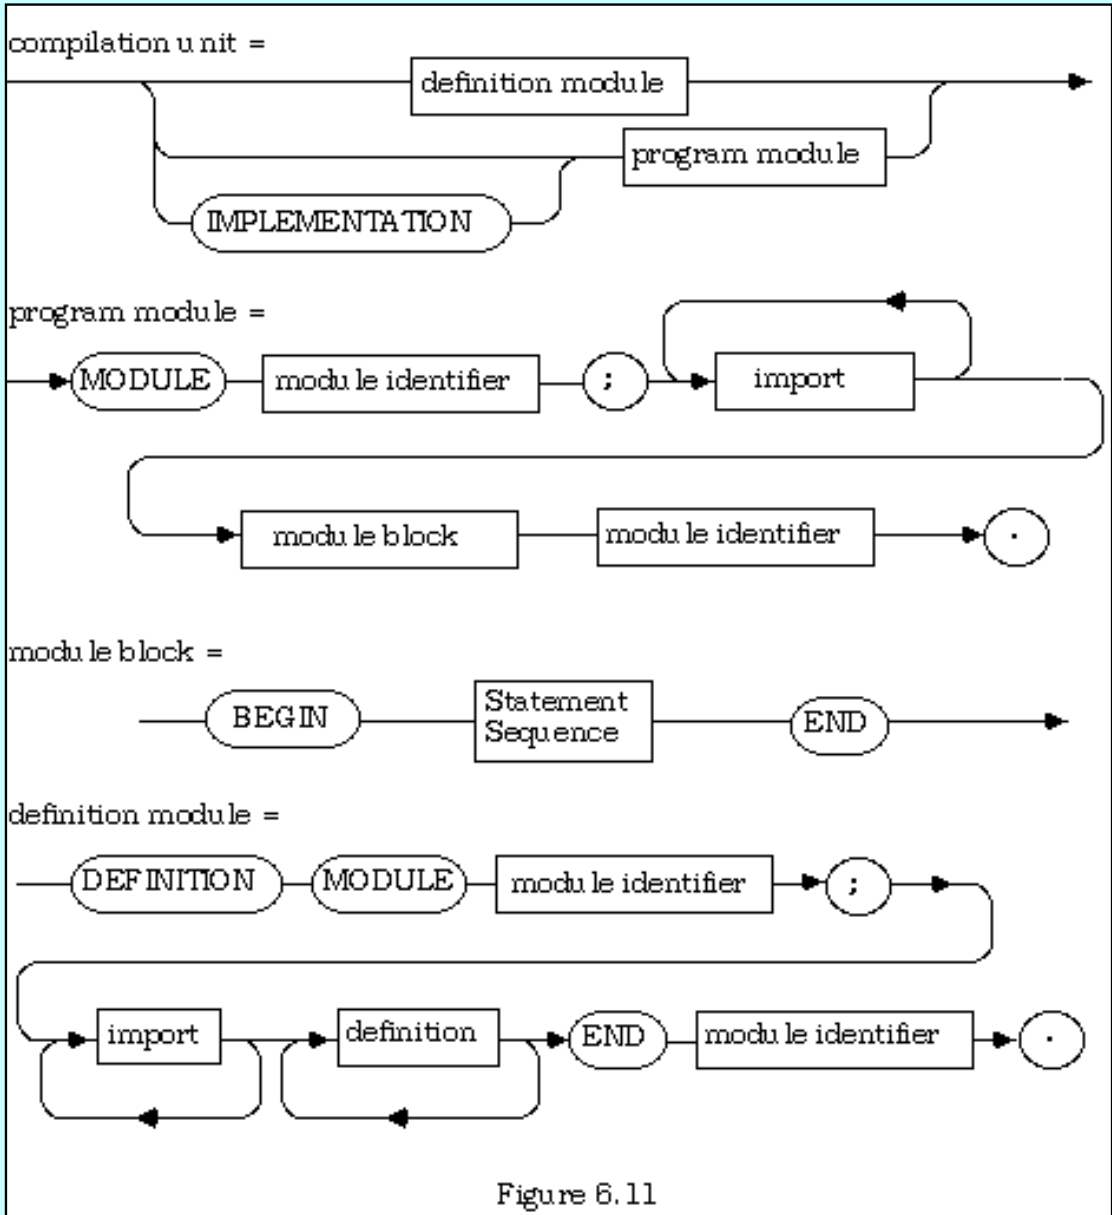 compilation unit =
definition module
program module
IMPLEMENTATION
program module =
MODULE
module identifier
;
import
module block
module identifier
.
module block =
BEGIN
Statement
Sequence
END
definition module =
DEFINITION
MODULE
module identifier
;
import
definition
END
module identifier
.
Figure 6.11